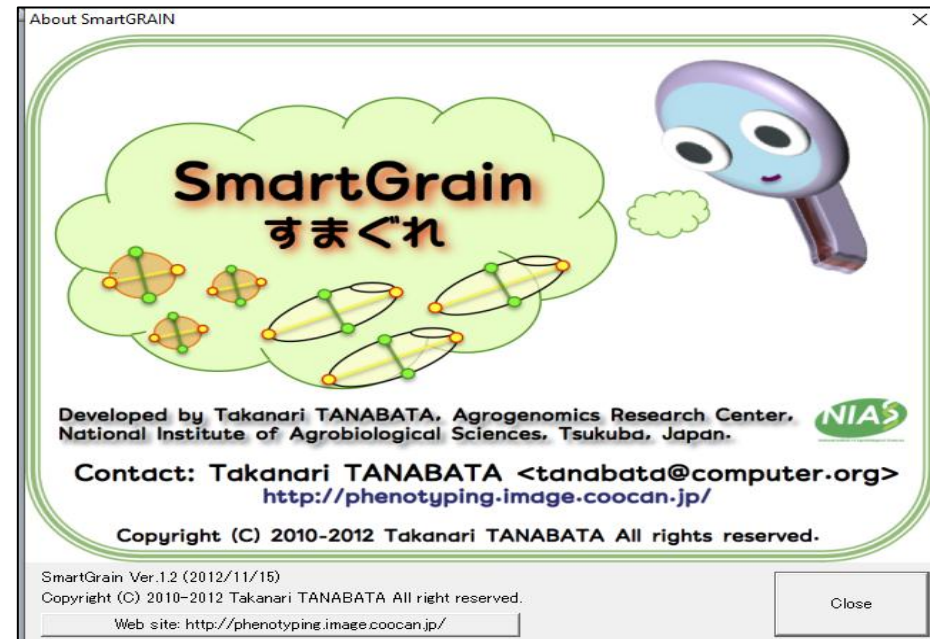 About SmartGRAIN
SmartGrain
すまぐれ
Developed by Takanari TANABATA, Agrogenomics Research Center,
National Institute of Agrobiological Sciences, Tsukuba, Japan.
NIAS
Contact: Takanari TANABATA <tanabata@computer.org>
http://phenotyping.image.coocan.jp/
Copyright (C) 2010-2012 Takanari TANABATA All rights reserved.
SmartGrain Ver.1.2 (2012/11/15)
Copyright (C) 2010-2012 Takanari TANABATA All right reserved.
Web site: http://phenotyping.image.coocan.jp/
Close